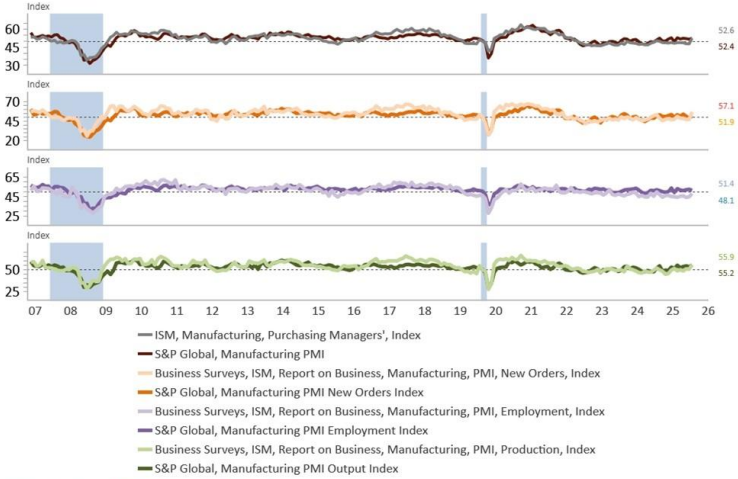 Index
60
45
30
52.6
52.4
Index
70
45
20
57.1
51.9
Index
65
45
25
51.4
48.1
Index
50
25
55.9
55.2
07 08 09 10 11 12 13 14 15 16 17 18 19 20 21 22 23 24 25 26
ISM, Manufacturing, Purchasing Managers', Index
S&P Global, Manufacturing PMI
Business Surveys, ISM, Report on Business, Manufacturing, PMI, New Orders, Index
S&P Global, Manufacturing PMI New Orders Index
Business Surveys, ISM, Report on Business, Manufacturing, PMI, Employment, Index
S&P Global, Manufacturing PMI Employment Index
Business Surveys, ISM, Report on Business, Manufacturing, PMI, Production, Index
S&P Global, Manufacturing PMI Output Index